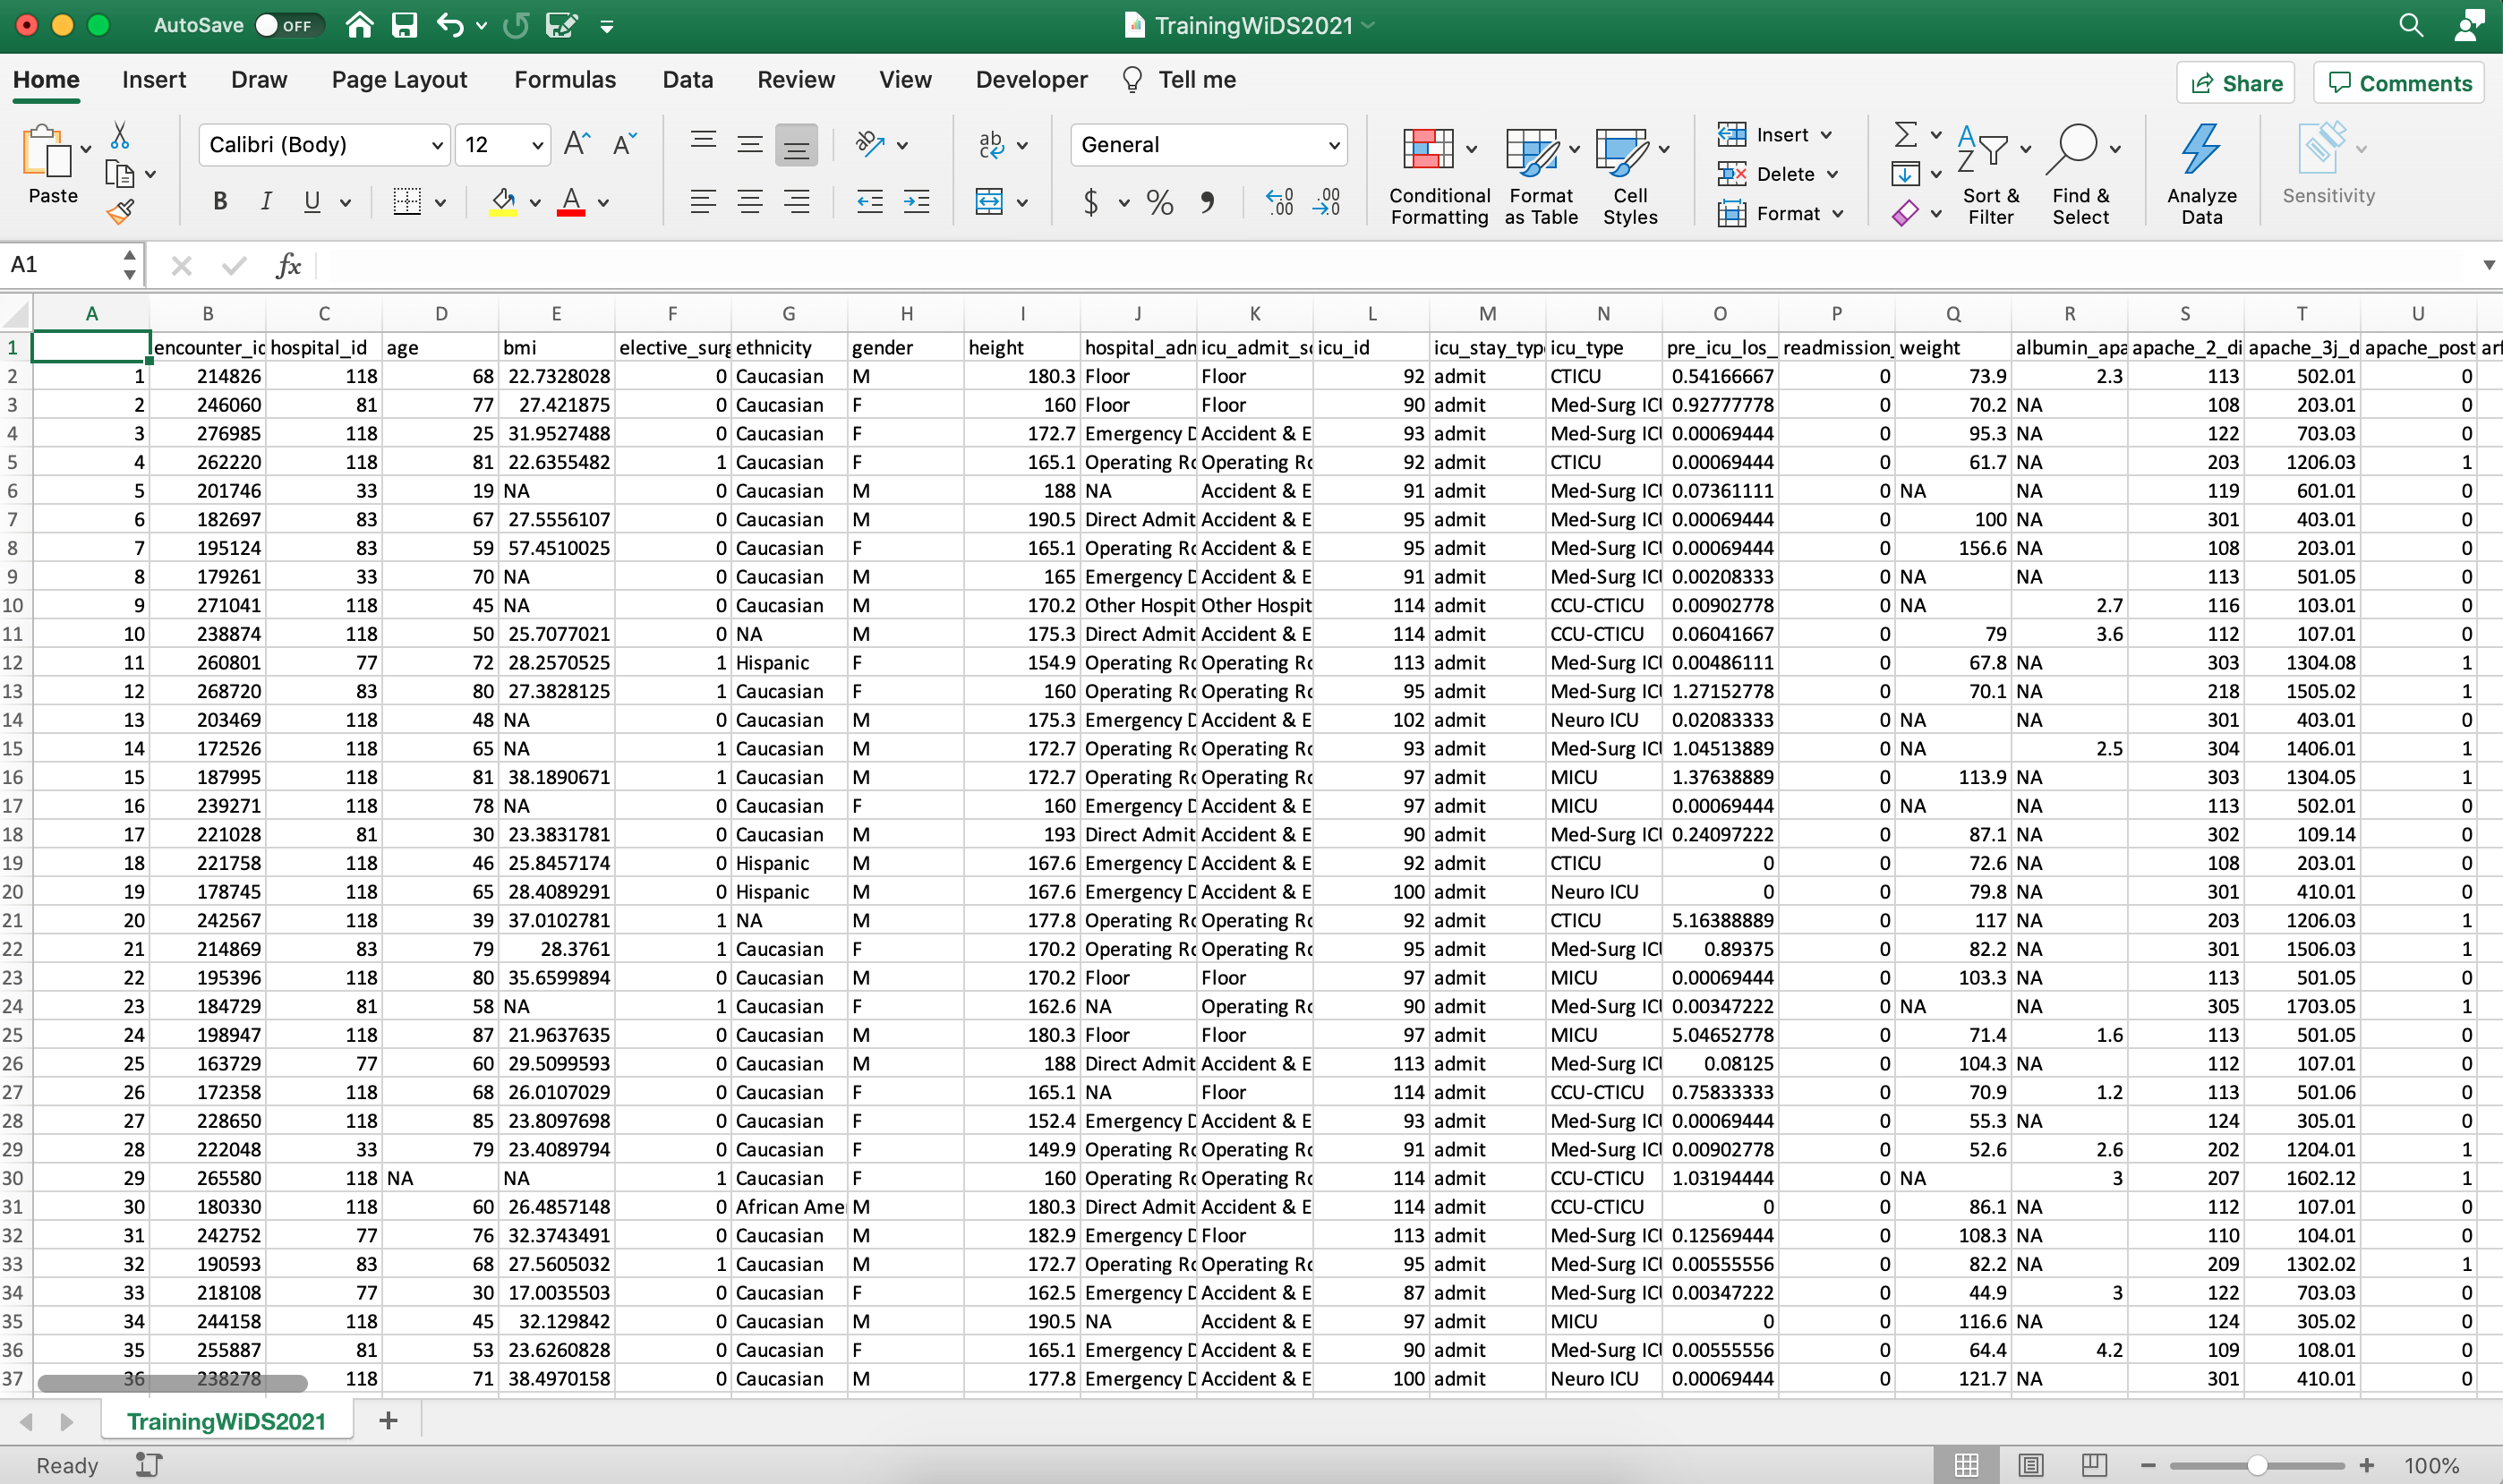 AutoSave OFF TrainingWiDS2021
Home Insert Draw Page Layout Formulas Data Review View Developer Tell me Share Comments
Calibri (Body) 12 General Insert
Paste Delete
Conditional Formatting Format as Table Cell Styles Format Sort & Filter Find & Select Analyze Data Sensitivity
A1 fx
A B C D E F G H I J K L M N O P Q R S T U
1 encounter_id hospital_id age bmi elective_surg ethnicity gender height hospital_adn icu_admit_so icu_id icu_stay_typ icu_type pre_icu_los_ readmission_ weight albumin_apa apache_2_di apache_3j_d apache_post arf
2 1 214826 118 68 22.7328028 0 Caucasian M 180.3 Floor Floor 92 admit CTICU 0.54166667 0 73.9 2.3 113 502.01 0
3 2 246060 81 77 27.421875 0 Caucasian F 160 Floor Floor 90 admit Med-Surg ICU 0.92777778 0 70.2 NA 108 203.01 0
4 3 276985 118 25 31.9527488 0 Caucasian F 172.7 Emergency D Accident & E 93 admit Med-Surg ICU 0.00069444 0 95.3 NA 122 703.03 0
5 4 262220 118 81 22.6355482 1 Caucasian F 165.1 Operating Ro Operating Ro 92 admit CTICU 0.00069444 0 61.7 NA 203 1206.03 1
6 5 201746 33 19 NA 0 Caucasian M 188 NA Accident & E 91 admit Med-Surg ICU 0.07361111 0 NA NA 119 601.01 0
7 6 182697 83 67 27.5556107 0 Caucasian M 190.5 Direct Admit Accident & E 95 admit Med-Surg ICU 0.00069444 0 100 NA 301 403.01 0
8 7 195124 83 59 57.4510025 0 Caucasian F 165.1 Operating Ro Accident & E 95 admit Med-Surg ICU 0.00069444 0 156.6 NA 108 203.01 0
9 8 179261 33 70 NA 0 Caucasian M 165 Emergency D Accident & E 91 admit Med-Surg ICU 0.00208333 0 NA NA 113 501.05 0
10 9 271041 118 45 NA 0 Caucasian M 170.2 Other Hospit Other Hospit 114 admit CCU-CTICU 0.00902778 0 NA 2.7 116 103.01 0
11 10 238874 118 50 25.7077021 0 NA M 175.3 Direct Admit Accident & E 114 admit CCU-CTICU 0.06041667 0 79 3.6 112 107.01 0
12 11 260801 77 72 28.2570525 1 Hispanic F 154.9 Operating Ro Operating Ro 113 admit Med-Surg ICU 0.00486111 0 67.8 NA 303 1304.08 1
13 12 268720 83 80 27.3828125 1 Caucasian F 160 Operating Ro Operating Ro 95 admit Med-Surg ICU 1.27152778 0 70.1 NA 218 1505.02 1
14 13 203469 118 48 NA 0 Caucasian M 175.3 Emergency D Accident & E 102 admit Neuro ICU 0.02083333 0 NA NA 301 403.01 0
15 14 172526 118 65 NA 1 Caucasian M 172.7 Operating Ro Operating Ro 93 admit Med-Surg ICU 1.04513889 0 NA 2.5 304 1406.01 1
16 15 187995 118 81 38.1890671 1 Caucasian M 172.7 Operating Ro Operating Ro 97 admit MICU 1.37638889 0 113.9 NA 303 1304.05 1
17 16 239271 118 78 NA 0 Caucasian F 160 Emergency D Accident & E 97 admit MICU 0.00069444 0 NA NA 113 502.01 0
18 17 221028 81 30 23.3831781 0 Caucasian M 193 Direct Admit Accident & E 90 admit Med-Surg ICU 0.24097222 0 87.1 NA 302 109.14 0
19 18 221758 118 46 25.8457174 0 Hispanic M 167.6 Emergency D Accident & E 92 admit CTICU 0 0 72.6 NA 108 203.01 0
20 19 178745 118 65 28.4089291 0 Hispanic M 167.6 Emergency D Accident & E 100 admit Neuro ICU 0 0 79.8 NA 301 410.01 0
21 20 242567 118 39 37.0102781 1 NA M 177.8 Operating Ro Operating Ro 92 admit CTICU 5.16388889 0 117 NA 203 1206.03 1
22 21 214869 83 79 28.3761 1 Caucasian F 170.2 Operating Ro Operating Ro 95 admit Med-Surg ICU 0.89375 0 82.2 NA 301 1506.03 1
23 22 195396 118 80 35.6599894 0 Caucasian M 170.2 Floor Floor 97 admit MICU 0.00069444 0 103.3 NA 113 501.05 0
24 23 184729 81 58 NA 1 Caucasian F 162.6 NA Operating Ro 90 admit Med-Surg ICU 0.00347222 0 NA NA 305 1703.05 1
25 24 198947 118 87 21.9637635 0 Caucasian M 180.3 Floor Floor 97 admit MICU 5.04652778 0 71.4 1.6 113 501.05 0
26 25 163729 77 60 29.5099593 0 Caucasian M 188 Direct Admit Accident & E 113 admit Med-Surg ICU 0.08125 0 104.3 NA 112 107.01 0
27 26 172358 118 68 26.0107029 0 Caucasian F 165.1 NA Floor 114 admit CCU-CTICU 0.75833333 0 70.9 1.2 113 501.06 0
28 27 228650 118 85 23.8097698 0 Caucasian F 152.4 Emergency D Accident & E 93 admit Med-Surg ICU 0.00069444 0 55.3 NA 124 305.01 0
29 28 222048 33 79 23.4089794 0 Caucasian F 149.9 Operating Ro Operating Ro 91 admit Med-Surg ICU 0.00902778 0 52.6 2.6 202 1204.01 1
30 29 265580 118 NA NA 1 Caucasian F 160 Operating Ro Operating Ro 114 admit CCU-CTICU 1.03194444 0 NA 3 207 1602.12 1
31 30 180330 118 60 26.4857148 0 African Ame M 180.3 Direct Admit Accident & E 114 admit CCU-CTICU 0 0 86.1 NA 112 107.01 0
32 31 242752 77 76 32.3743491 0 Caucasian M 182.9 Emergency D Floor 113 admit Med-Surg ICU 0.12569444 0 108.3 NA 110 104.01 0
33 32 190593 83 68 27.5605032 1 Caucasian M 172.7 Operating Ro Operating Ro 95 admit Med-Surg ICU 0.00555556 0 82.2 NA 209 1302.02 1
34 33 218108 77 30 17.0035503 0 Caucasian F 162.5 Emergency D Accident & E 87 admit Med-Surg ICU 0.00347222 0 44.9 3 122 703.03 0
35 34 244158 118 45 32.129842 0 Caucasian M 190.5 NA Accident & E 97 admit MICU 0 0 116.6 NA 124 305.02 0
36 35 255887 81 53 23.6260828 0 Caucasian F 165.1 Emergency D Accident & E 90 admit Med-Surg ICU 0.00555556 0 64.4 4.2 109 108.01 0
37 36 238278 118 71 38.4970158 0 Caucasian M 177.8 Emergency D Accident & E 100 admit Neuro ICU 0.00069444 0 121.7 NA 301 410.01 0
TrainingWiDS2021
Ready 100%